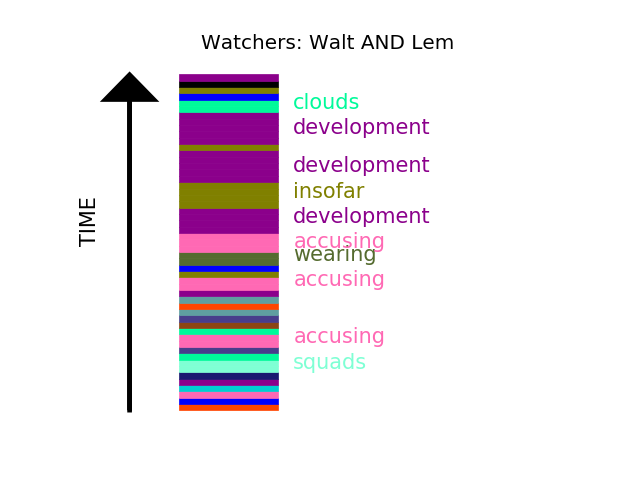 Watchers: Walt AND Lem
clouds
development
development
insofar
development
accusing
wearing
accusing
accusing
squads
TIME